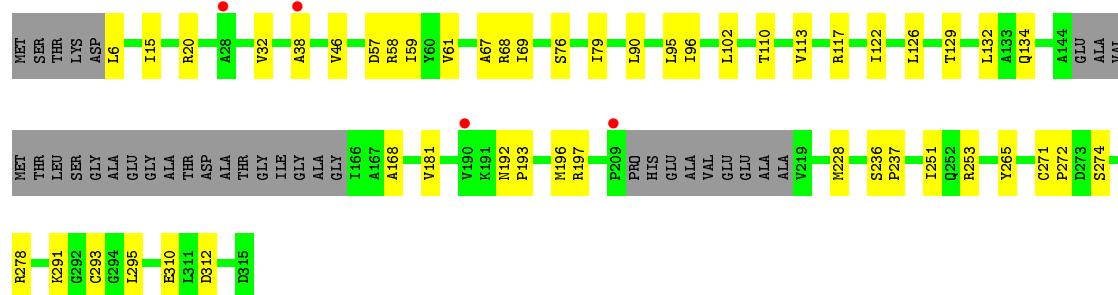 MET SER THR LYS ASP L6 I15 R20 A28 V32 A38 V46 D57 R58 I59 Y60 V61 A67 R68 I69 S76 I79 L90 L95 I96 L102 T110 V113 R117 I122 L126 T129 L132 A133 Q134 A144 GLU ALA VAL
MET THR LEU SER GLY ALA GLU GLY ALA THR ASP ALA THR GLY ILE GLY ALA GLY I166 A167 A168 V181 V190 K191 N192 P193 M196 R197 P209 PRO HIS GLU ALA VAL GLU GLU ALA ALA V219 M228 S236 P237 I251 Q252 R253 Y265 C271 P272 D273 S274
R278 K291 G292 C293 G294 L295 E310 L311 D312 D315